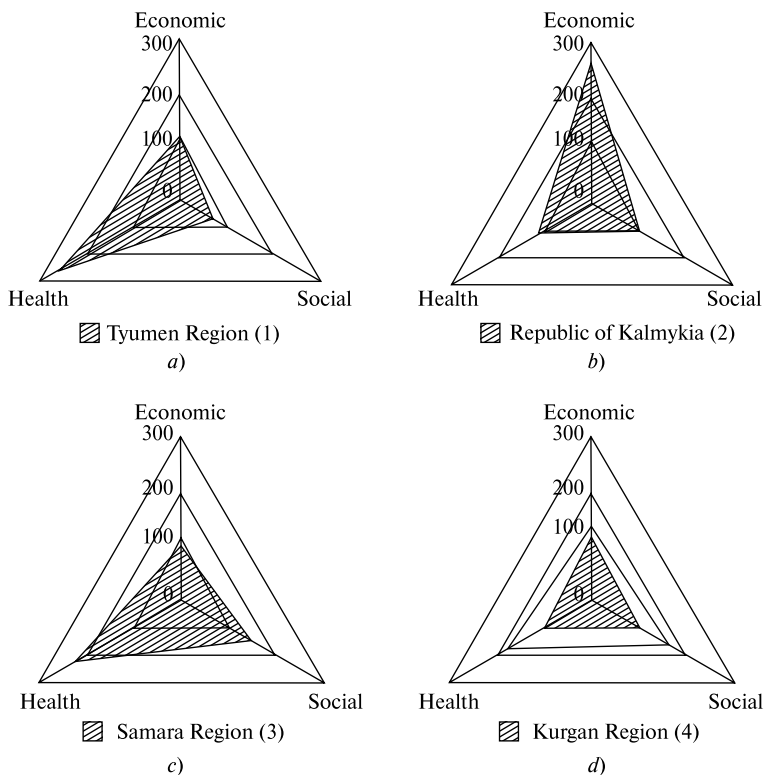 Economic
300
200
100
0
Health
Social
Tyumen Region (1)
a)
Economic
300
200
100
0
Health
Social
Republic of Kalmykia (2)
b)
Economic
300
200
100
0
Health
Social
Samara Region (3)
c)
Economic
300
200
100
0
Health
Social
Kurgan Region (4)
d)